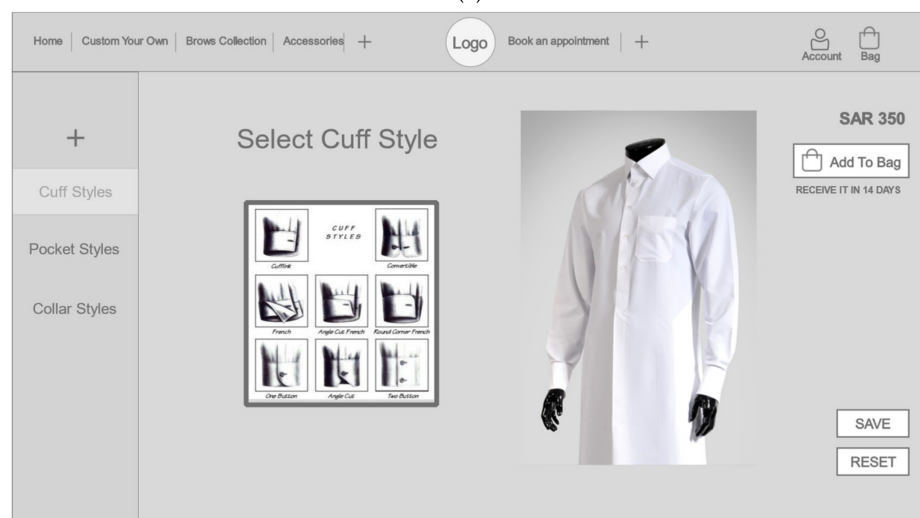 Home
Custom Your Own
Brows Collection
Accessories
+
Logo
Book an appointment
+
Account
Bag
+
Cuff Styles
Pocket Styles
Collar Styles
Select Cuff Style
CUFF
STYLES
Cufflink
Convertible
French
Angle Cut French
Round Corner French
One Button
Angle Cut
Two Button
SAR 350
Add To Bag
RECEIVE IT IN 14 DAYS
SAVE
RESET